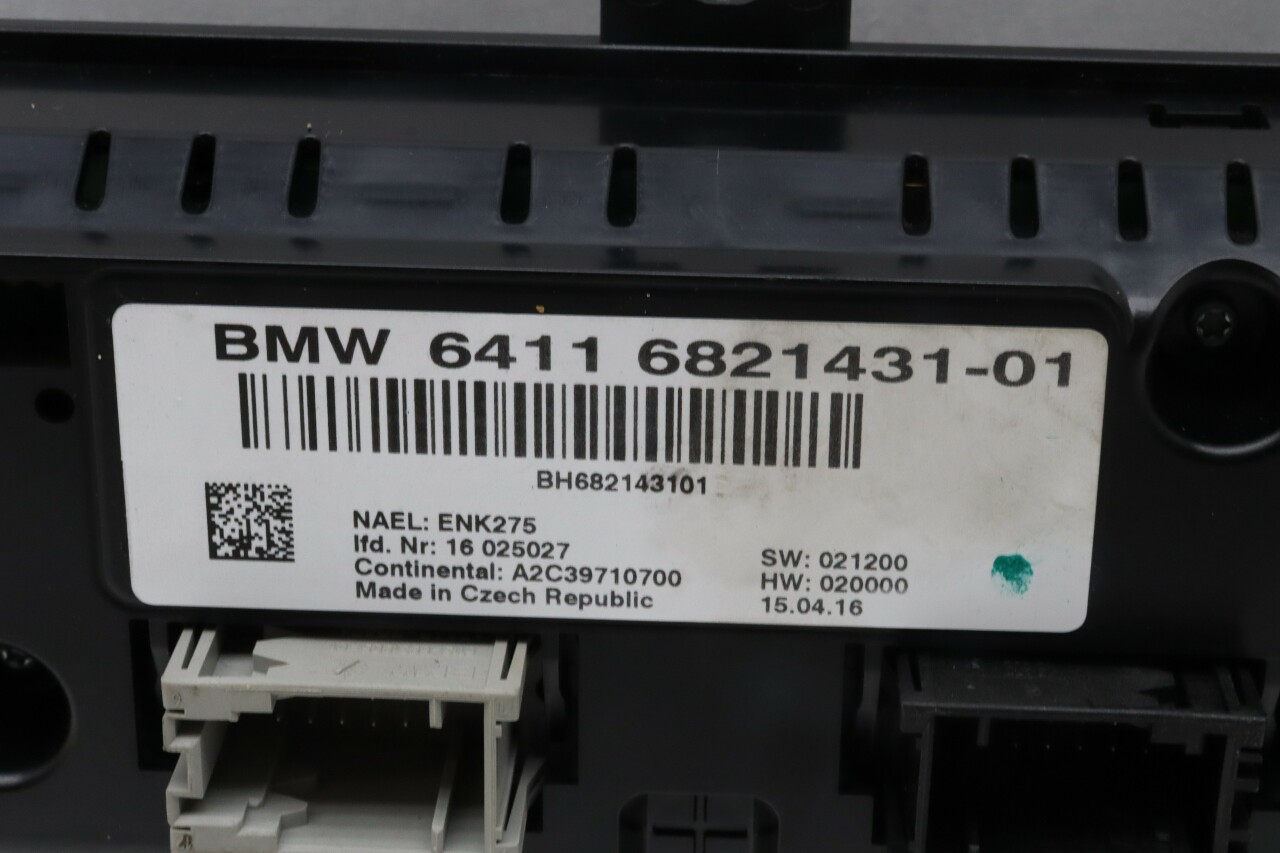 BMW 6411 6821431-01
BH682143101
NAEL: ENK275
lfd. Nr: 16 025027
Continental: A2C39710700
Made in Czech Republic
SW: 021200
HW: 020000
15.04.16